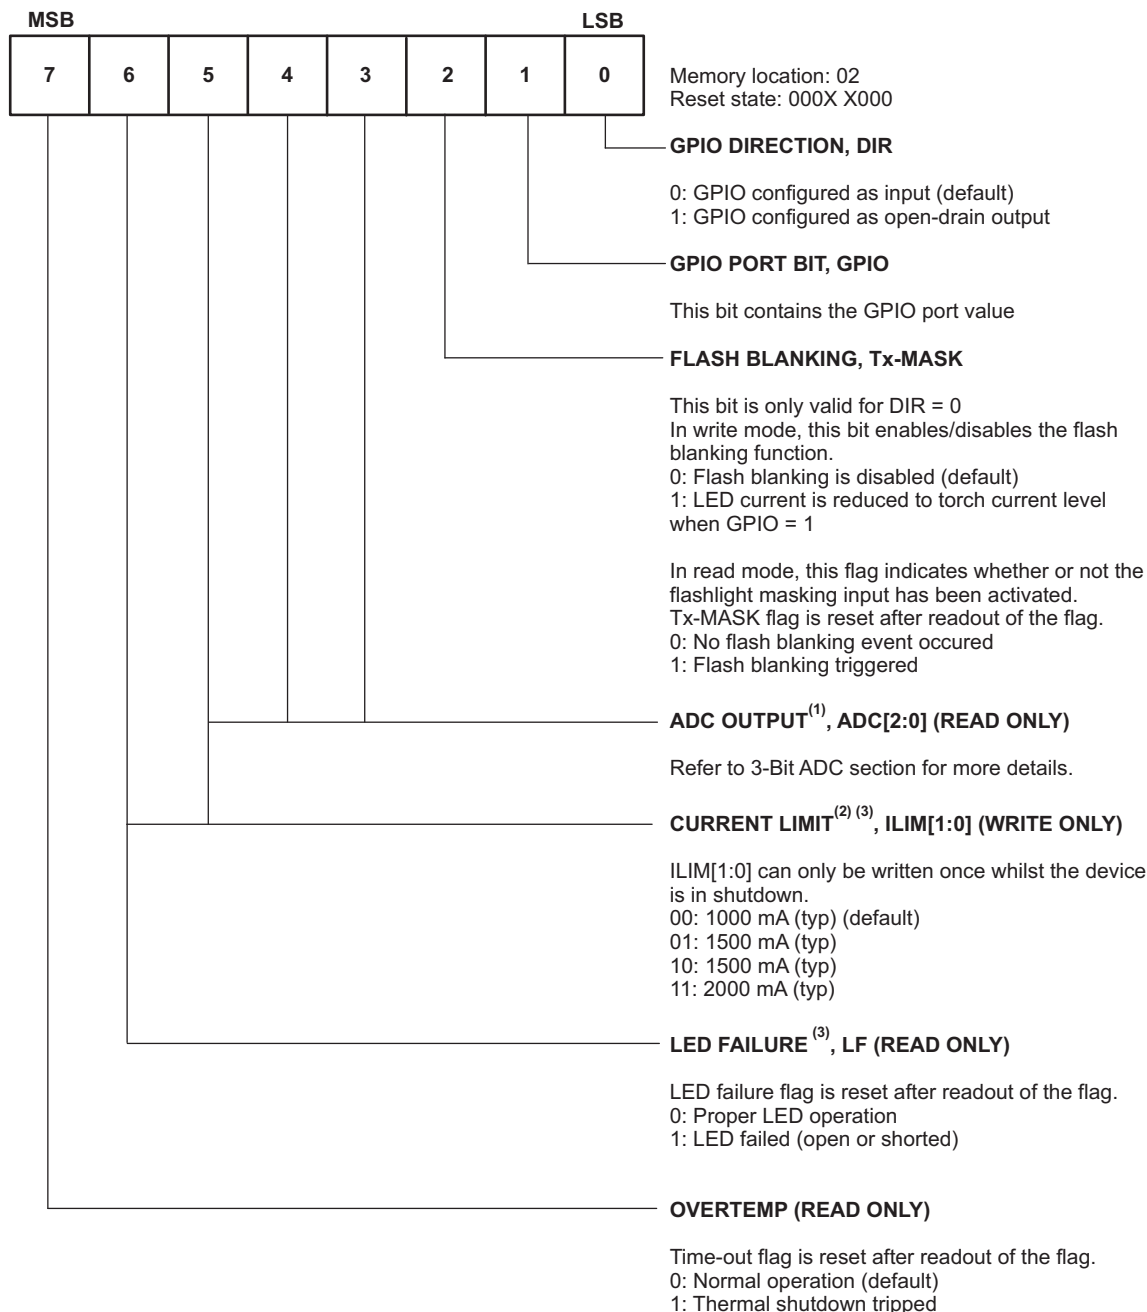 MSB LSB
7 6 5 4 3 2 1 0
Memory location: 02
Reset state: 000X X000
GPIO DIRECTION, DIR
0: GPIO configured as input (default)
1: GPIO configured as open-drain output
GPIO PORT BIT, GPIO
This bit contains the GPIO port value
FLASH BLANKING, Tx-MASK
This bit is only valid for DIR = 0
In write mode, this bit enables/disables the flash
blanking function.
0: Flash blanking is disabled (default)
1: LED current is reduced to torch current level
when GPIO = 1
In read mode, this flag indicates whether or not the
flashlight masking input has been activated.
Tx-MASK flag is reset after readout of the flag.
0: No flash blanking event occured
1: Flash blanking triggered
ADC OUTPUT(1), ADC[2:0] (READ ONLY)
Refer to 3-Bit ADC section for more details.
CURRENT LIMIT(2) (3), ILIM[1:0] (WRITE ONLY)
ILIM[1:0] can only be written once whilst the device
is in shutdown.
00: 1000 mA (typ) (default)
01: 1500 mA (typ)
10: 1500 mA (typ)
11: 2000 mA (typ)
LED FAILURE (3), LF (READ ONLY)
LED failure flag is reset after readout of the flag.
0: Proper LED operation
1: LED failed (open or shorted)
OVERTEMP (READ ONLY)
Time-out flag is reset after readout of the flag.
0: Normal operation (default)
1: Thermal shutdown tripped